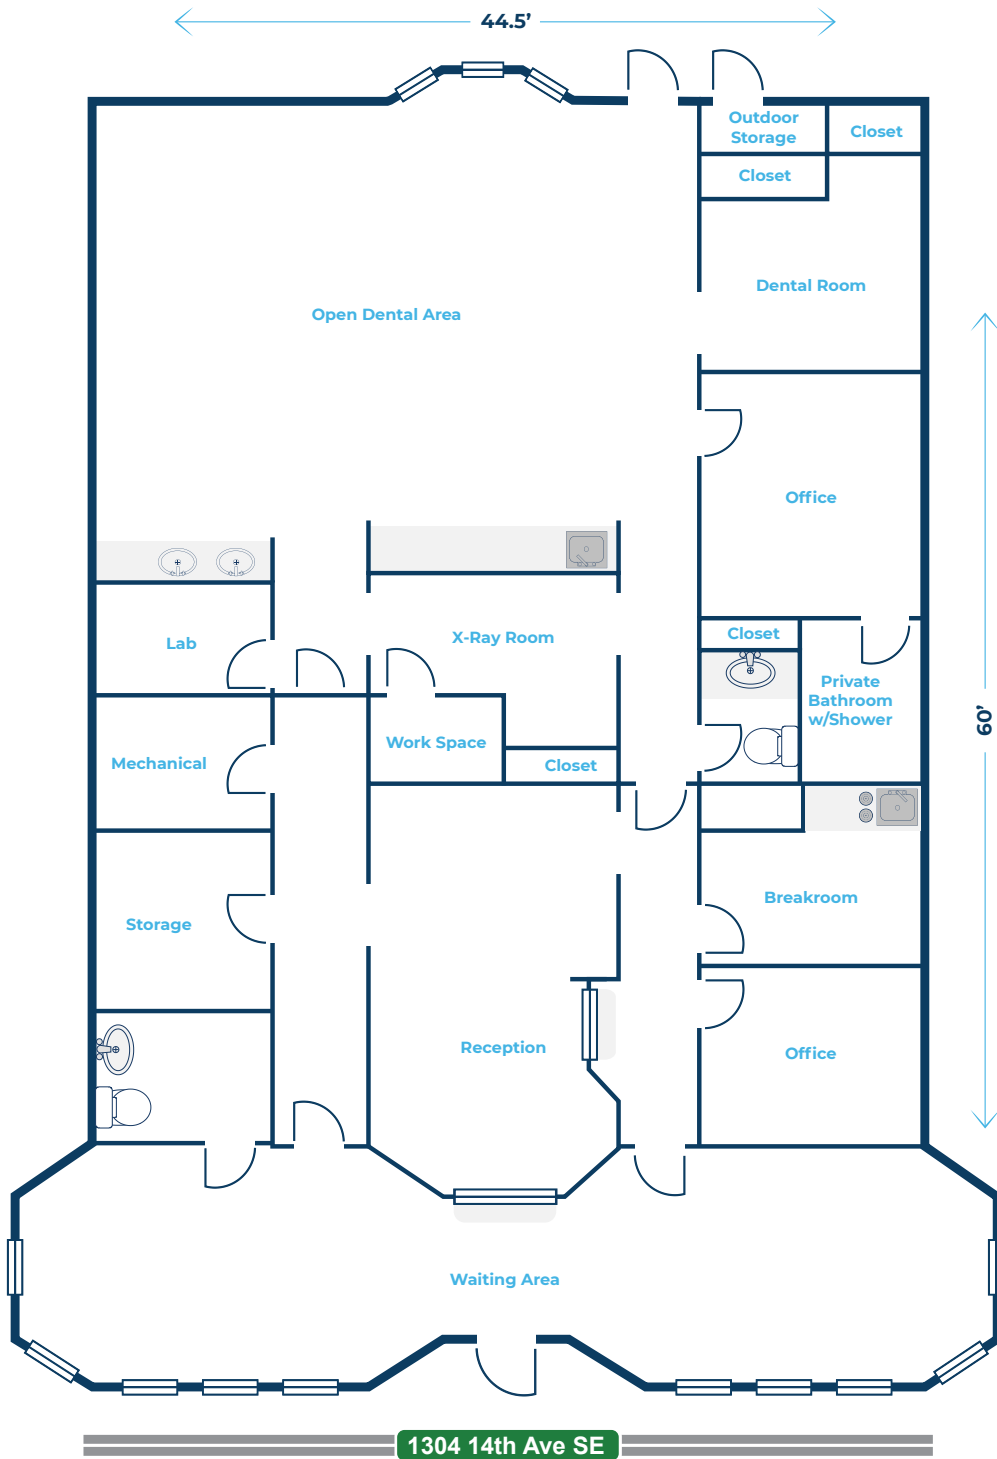 44.5’
Outdoor
Storage
Closet
Closet
Dental Room
Open Dental Area
Office
Closet
X-Ray Room
Lab
Private
Bathroom
w/Shower
60’
Work Space
Closet
Mechanical
Breakroom
Storage
Reception
Office
Waiting Area
1304 14th Ave SE